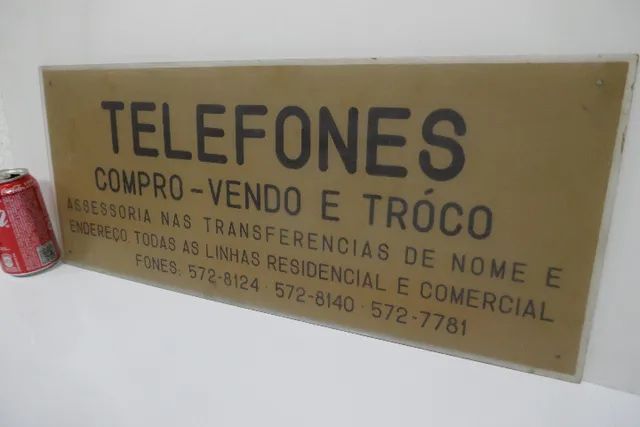 TELEFONES
COMPRO - VENDO E TRÓCO
ASSESSORIA NAS TRANSFERENCIAS DE NOME E
ENDEREÇO, TODAS AS LINHAS RESIDENCIAL E COMERCIAL
FONES: 572-8124 · 572-8140 · 572-7781